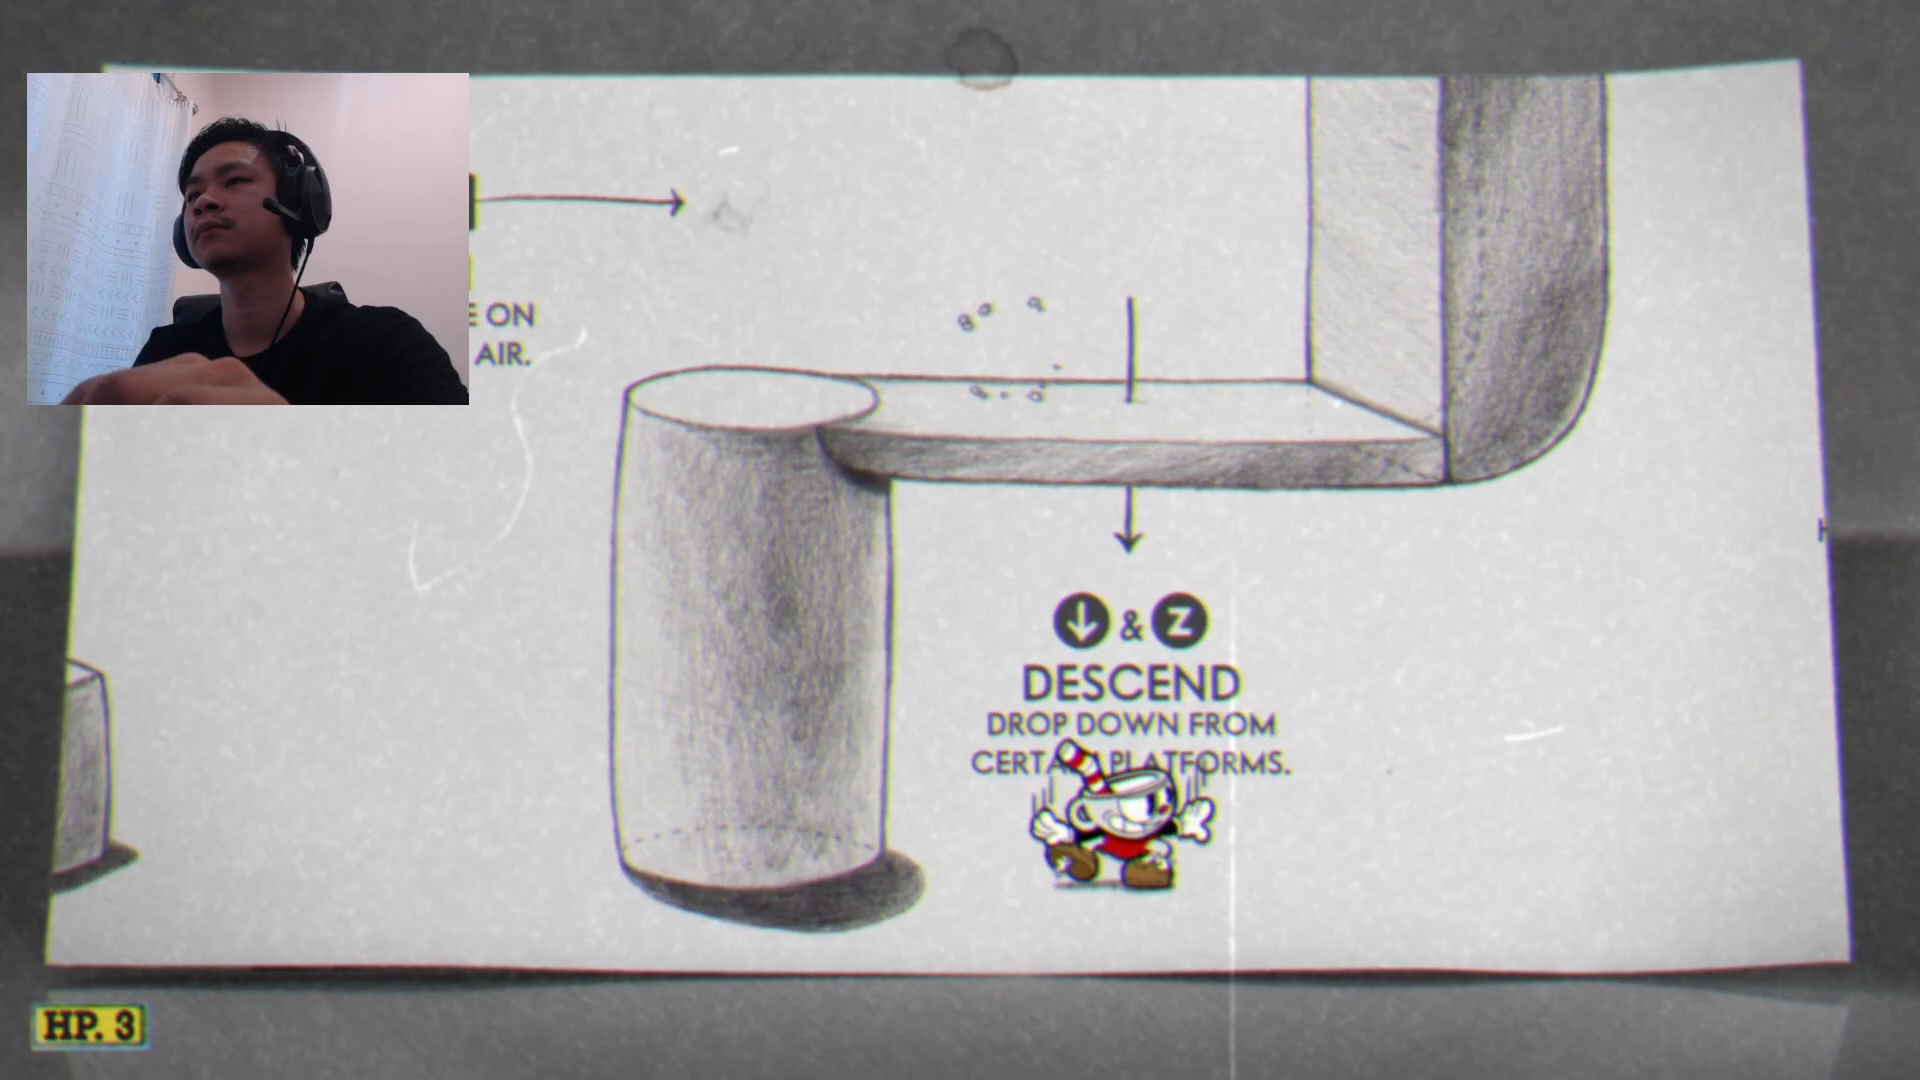 E ON
AIR.
↓ & Z
DESCEND
DROP DOWN FROM
PLATFORMS.
HP. 3